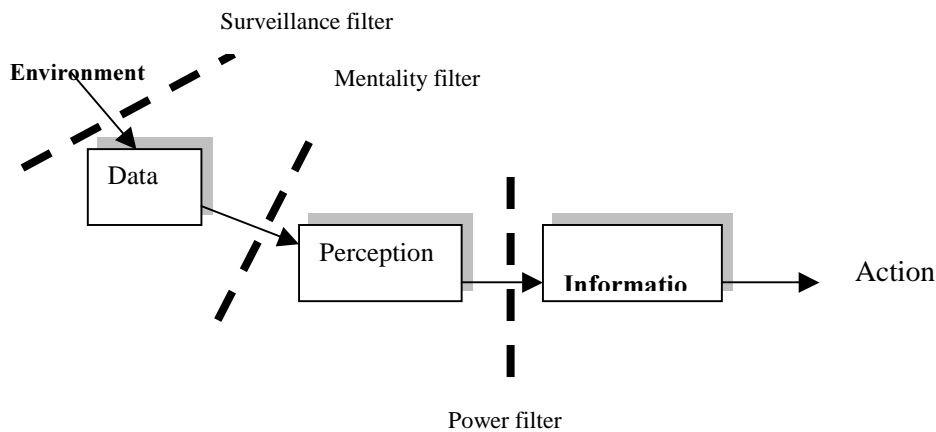 Surveillance filter
Environment
Mentality filter
Data
Perception
Informatio
Action
Power filter